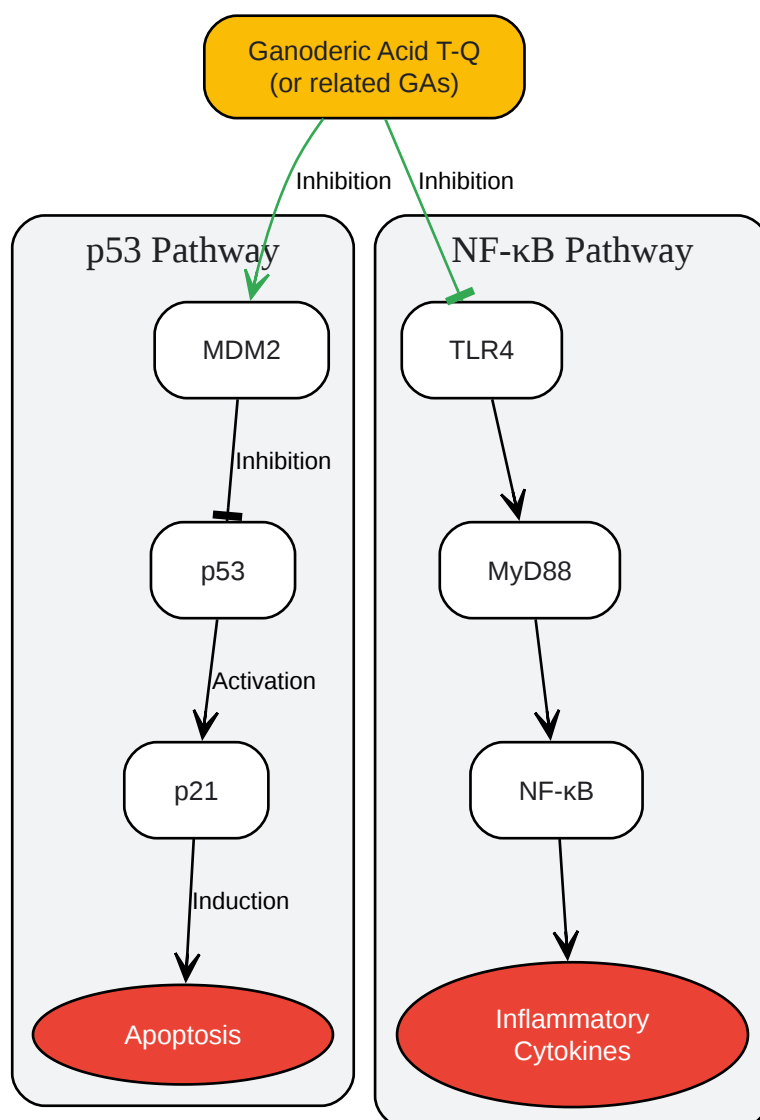 Ganoderic Acid T-Q
(or related GAs)
Inhibition
Inhibition
p53 Pathway
NF-κB Pathway
MDM2
TLR4
Inhibition
p53
MyD88
Activation
p21
NF-κB
Induction
Apoptosis
Inflammatory
Cytokines